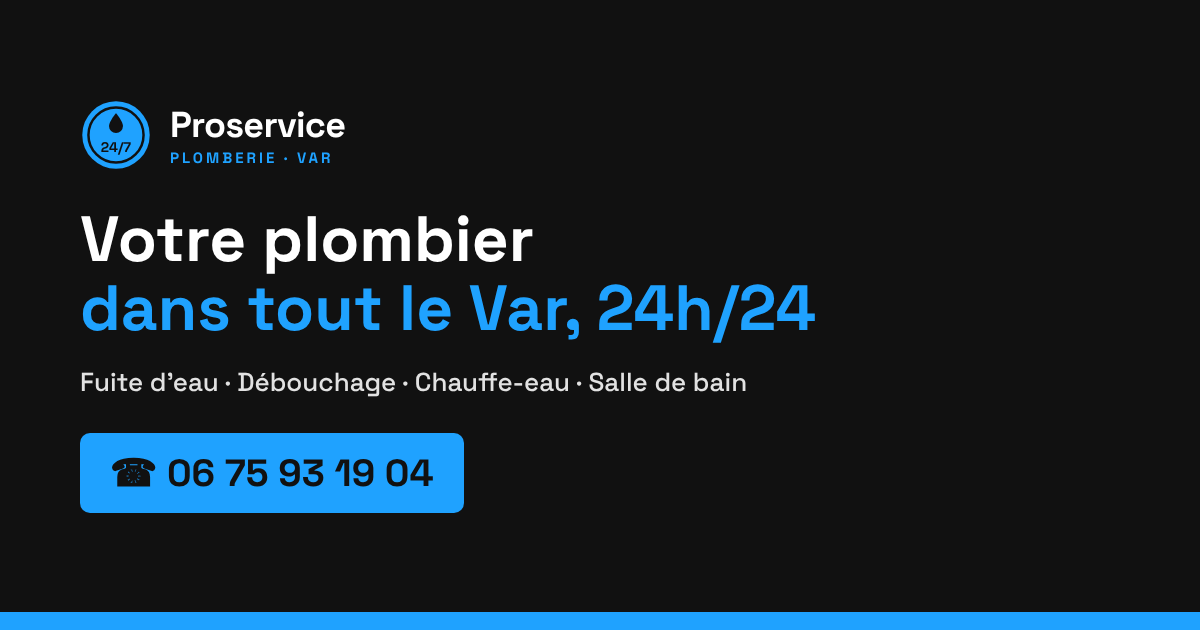 24/7
Proservice
PLOMBERIE · VAR
Votre plombier
dans tout le Var, 24h/24
Fuite d’eau · Débouchage · Chauffe-eau · Salle de bain
☎ 06 75 93 19 04